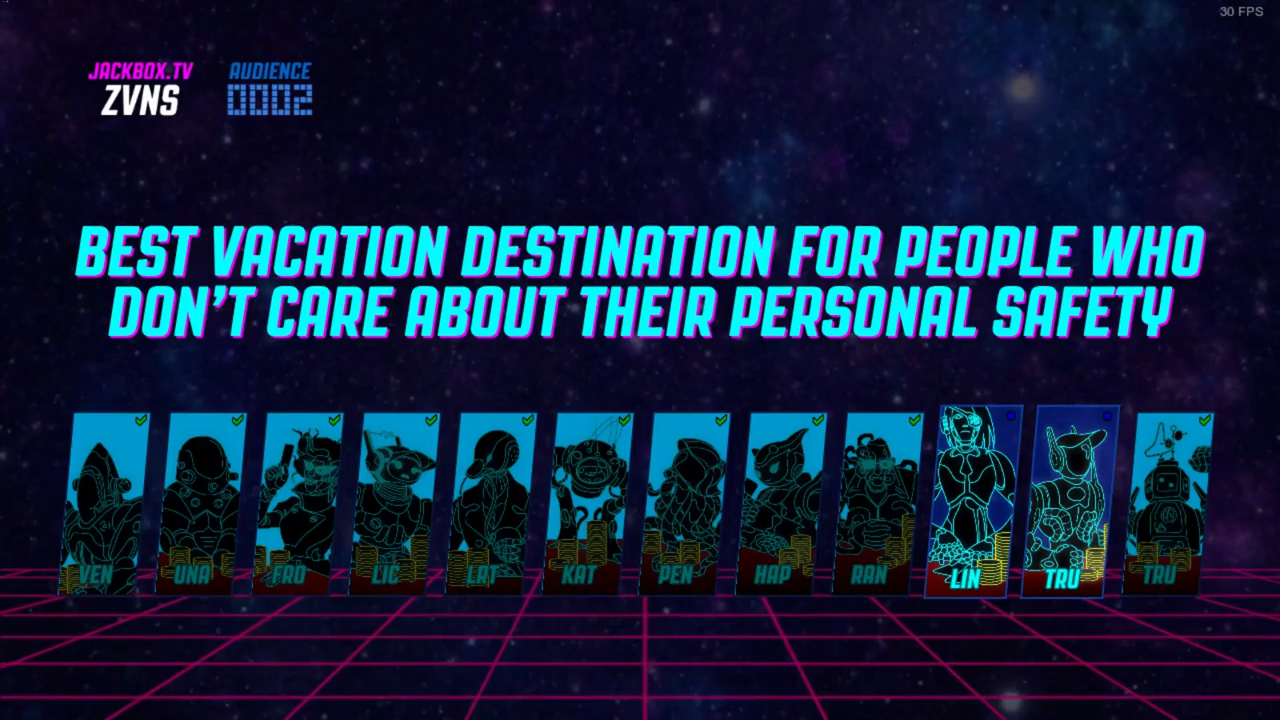 30 FPS
JACKBOX.TV AUDIENCE
ZVNS 0002
BEST VACATION DESTINATION FOR PEOPLE WHO
DON'T CARE ABOUT THEIR PERSONAL SAFETY
VEN UNA FRO LIC LRT KAT PEN HAP RAN LIN TRU TRU